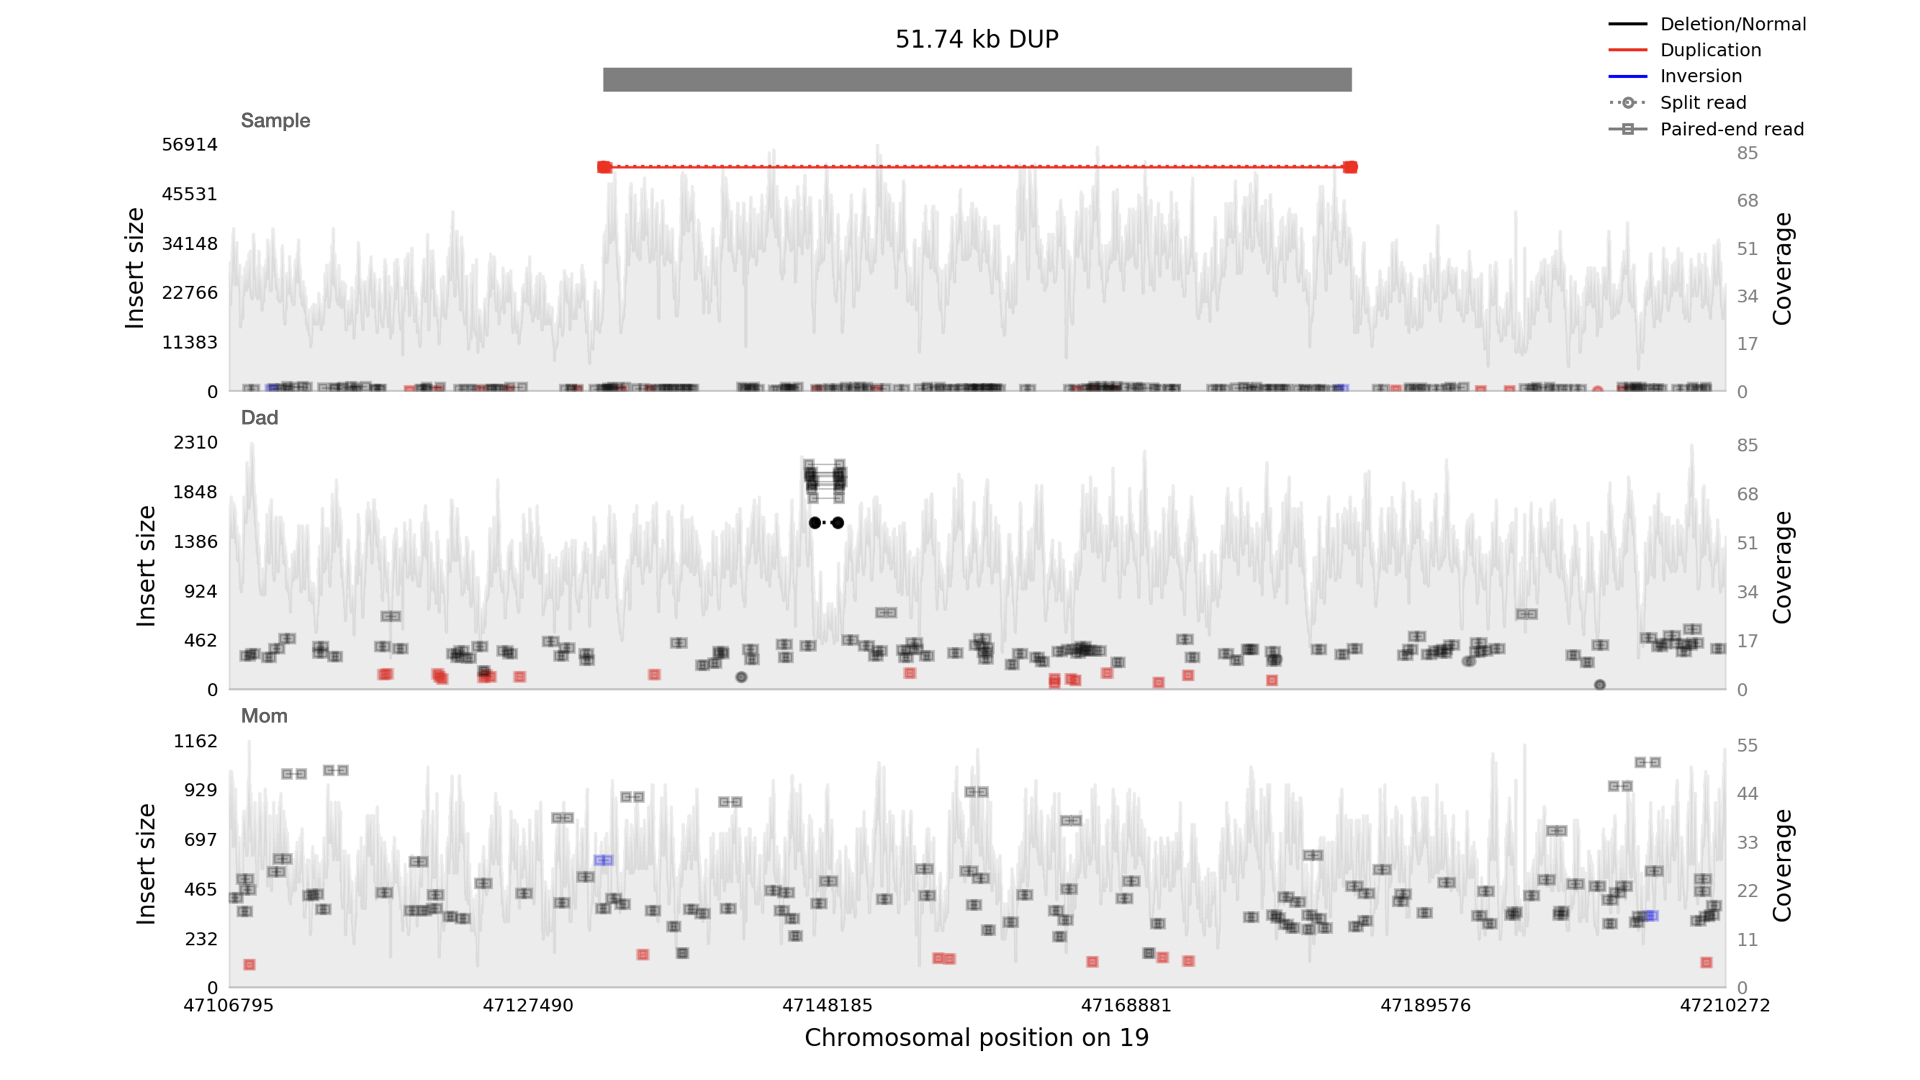 51.74 kb DUP
Deletion/Normal
Duplication
Inversion
Split read
Paired-end read
Sample
56914
45531
34148
22766
11383
0
Insert size
85
68
51
34
17
0
Coverage
Dad
2310
1848
1386
924
462
0
Insert size
85
68
51
34
17
0
Coverage
Mom
1162
929
697
465
232
0
Insert size
55
44
33
22
11
0
Coverage
47106795 47127490 47148185 47168881 47189576 47210272
Chromosomal position on 19